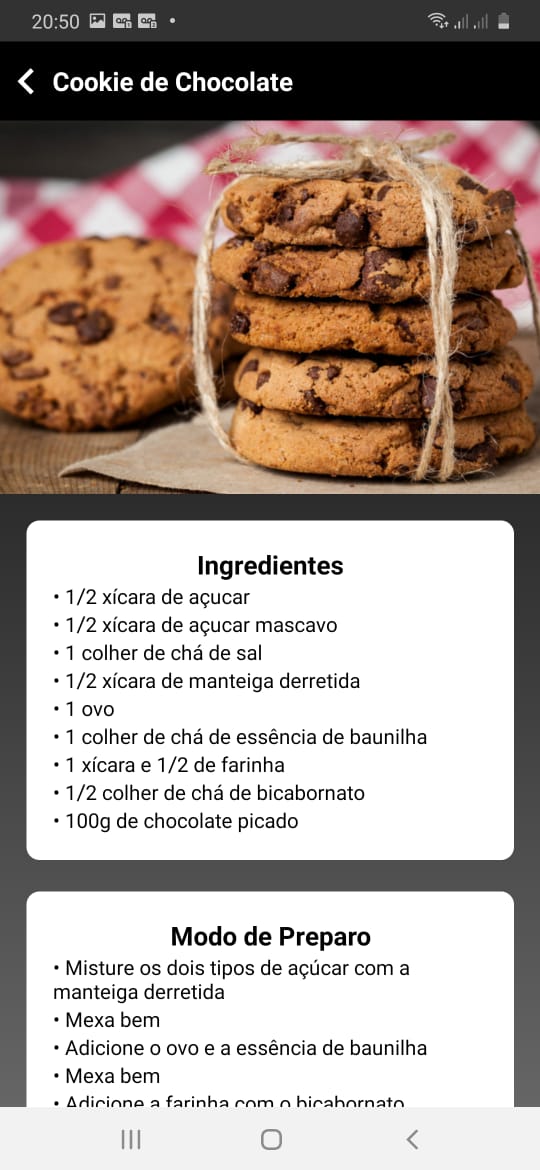 20:50
Cookie de Chocolate
Ingredientes
• 1/2 xícara de açucar
• 1/2 xícara de açucar mascavo
• 1 colher de chá de sal
• 1/2 xícara de manteiga derretida
• 1 ovo
• 1 colher de chá de essência de baunilha
• 1 xícara e 1/2 de farinha
• 1/2 colher de chá de bicabornato
• 100g de chocolate picado
Modo de Preparo
• Misture os dois tipos de açúcar com a
manteiga derretida
• Mexa bem
• Adicione o ovo e a essência de baunilha
• Mexa bem
• Adicione a farinha com o bicabornato